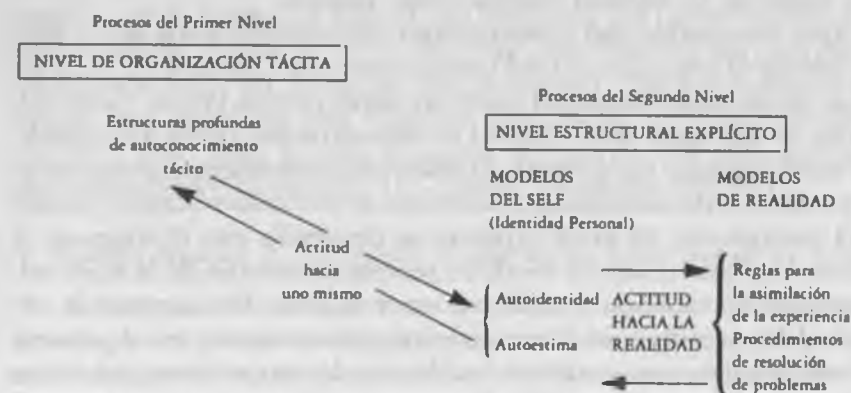 Procesos del Primer Nivel
NIVEL DE ORGANIZACIÓN TÁCITA
Estructuras profundas
de autoconocimiento
tácito
Actitud
hacia
uno mismo
Procesos del Segundo Nivel
NIVEL ESTRUCTURAL EXPLÍCITO
MODELOS
DEL SELF
(Identidad Personal)
MODELOS
DE REALIDAD
Autoidentidad
Autoestima
ACTITUD
HACIA LA
REALIDAD
Reglas para
la asimilación
de la experiencia
Procedimientos
de resolución
de problemas